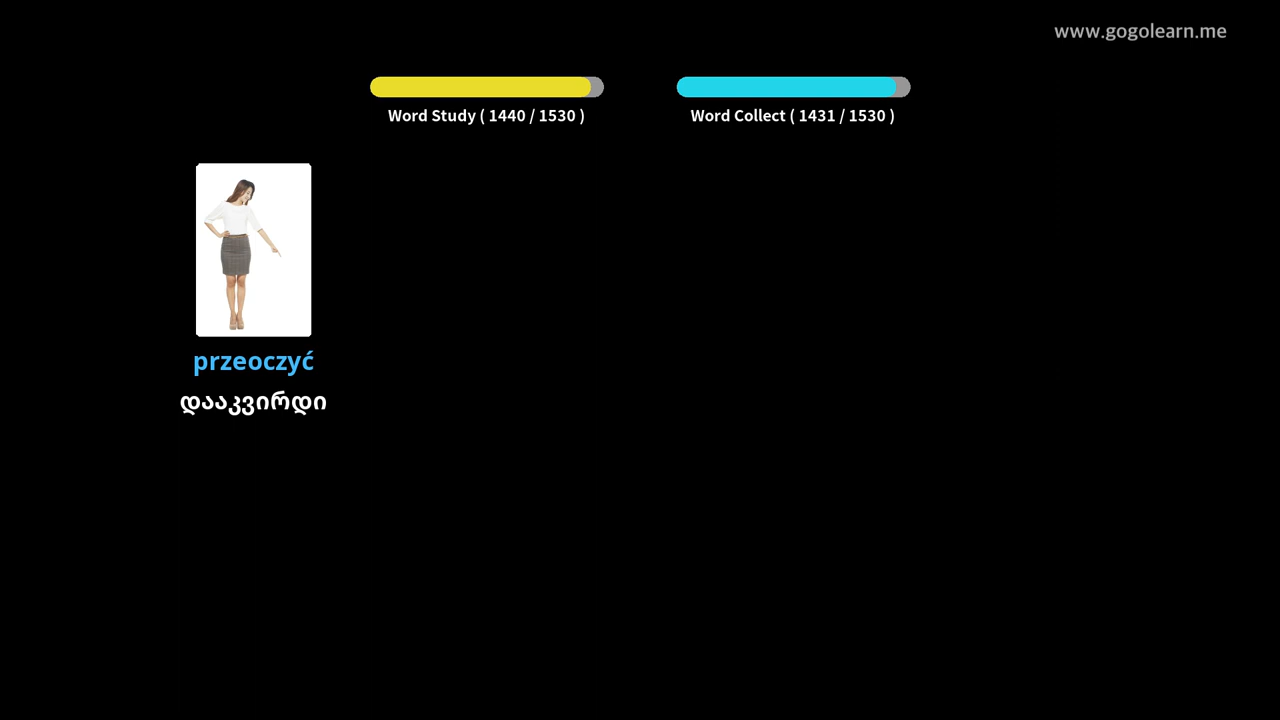 www.gogolearn.me
Word Study ( 1440 / 1530 )
Word Collect ( 1431 / 1530 )
przeoczyć
დააკვირდი